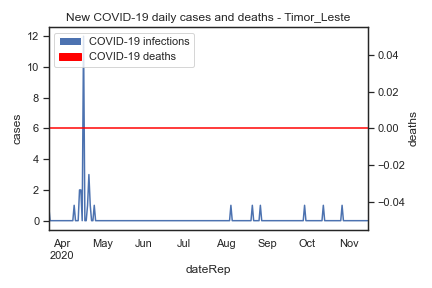 New COVID-19 daily cases and deaths - Timor_Leste
COVID-19 infections
COVID-19 deaths
12
10
8
6
4
2
0
cases
0.04
0.02
0.00
−0.02
−0.04
deaths
Apr May Jun Jul Aug Sep Oct Nov
2020
dateRep